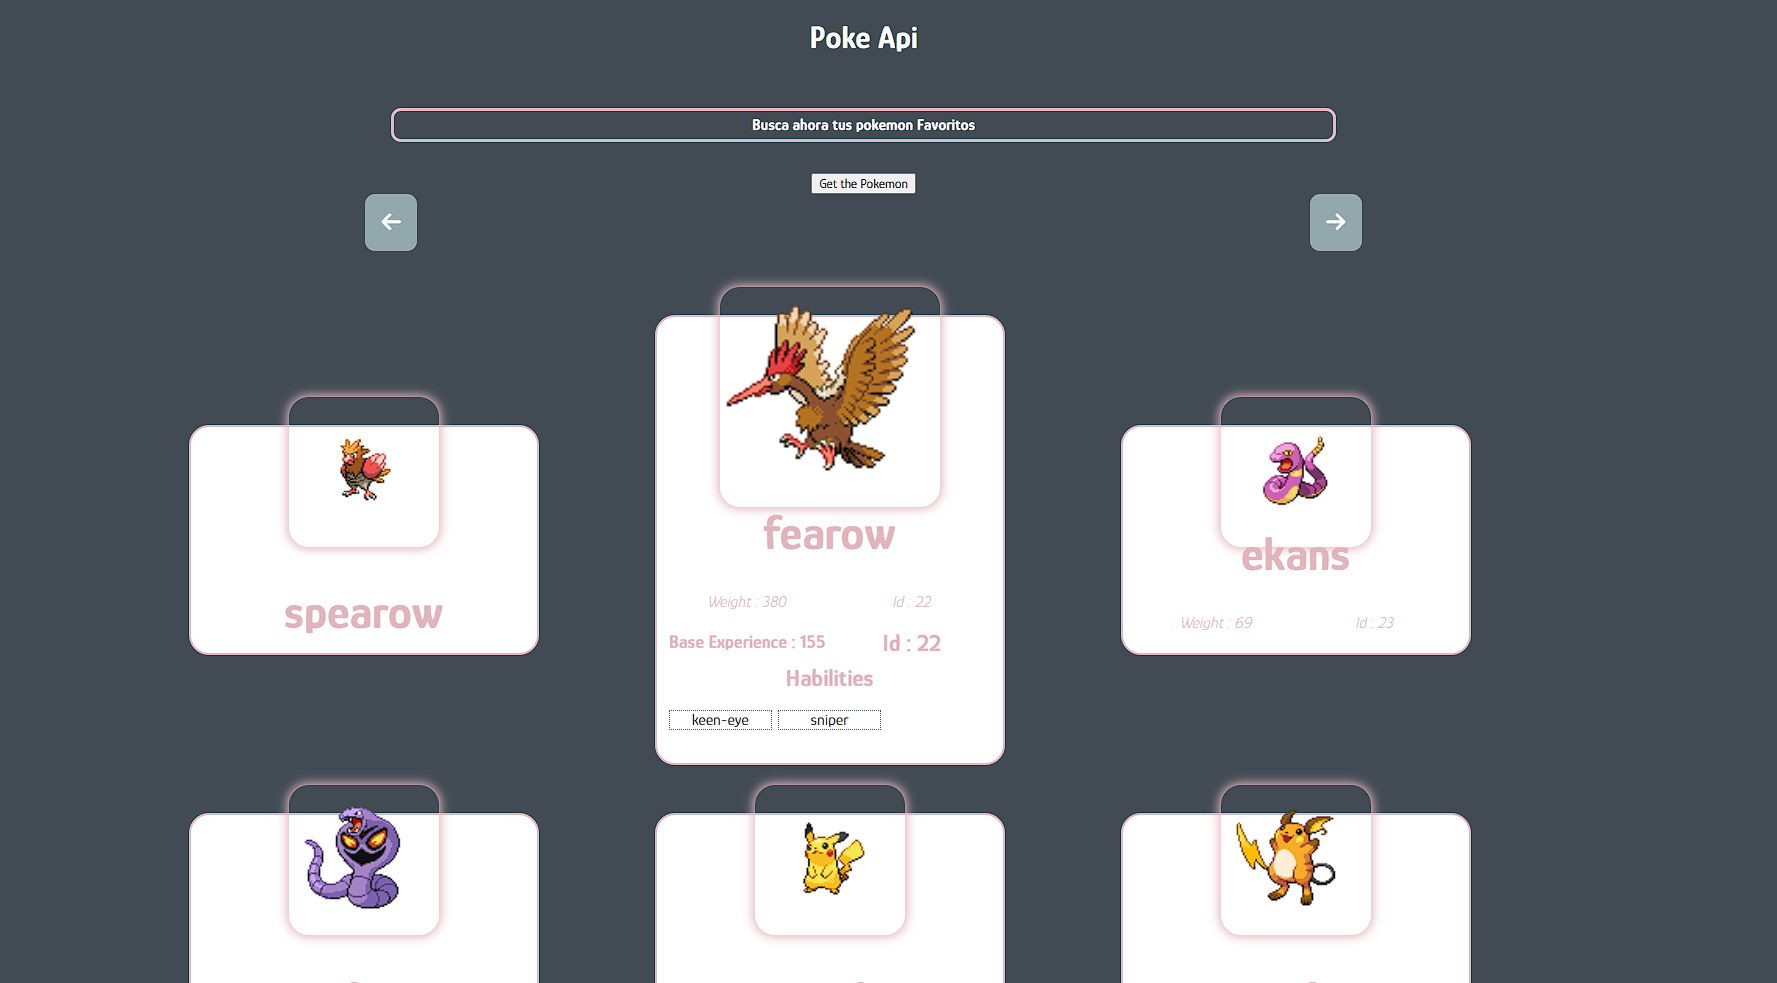 Poke Api
Busca ahora tus pokemon Favoritos
Get the Pokemon
spearow
fearow
Weight : 380 Id : 22
Base Experience : 155 Id : 22
Habilities
keen-eye sniper
ekans
Weight : 69 Id : 23